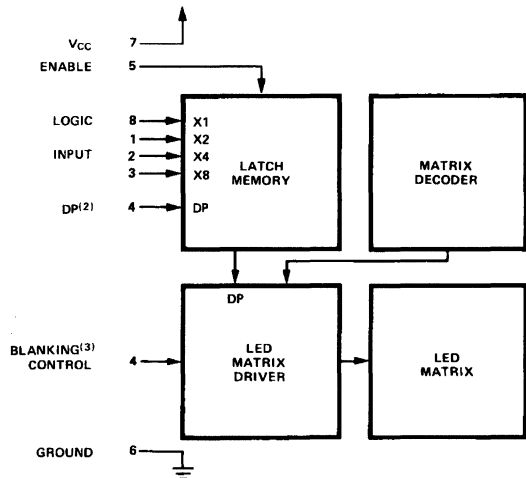 VCC 7
ENABLE 5
LOGIC 8 X1
1 X2
INPUT 2 X4
3 X8
DP(2) 4 DP
LATCH
MEMORY
MATRIX
DECODER
DP
BLANKING(3)
CONTROL 4
LED
MATRIX
DRIVER
LED
MATRIX
GROUND 6